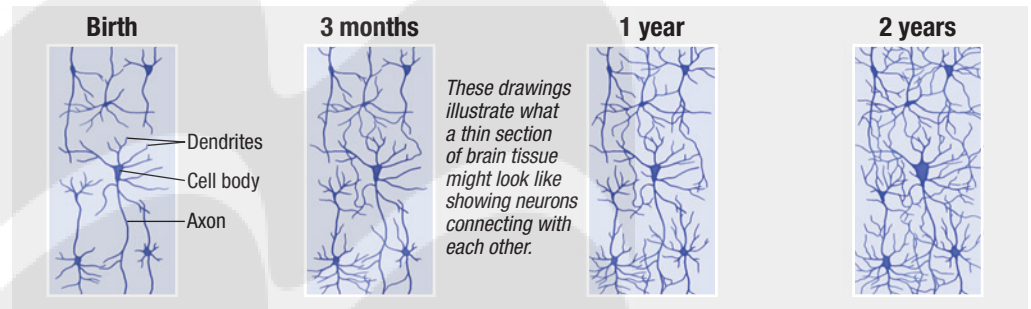 Birth
3 months
1 year
2 years
These drawings
illustrate what
a thin section
of brain tissue
might look like
showing neurons
connecting with
each other.
Dendrites
Cell body
Axon